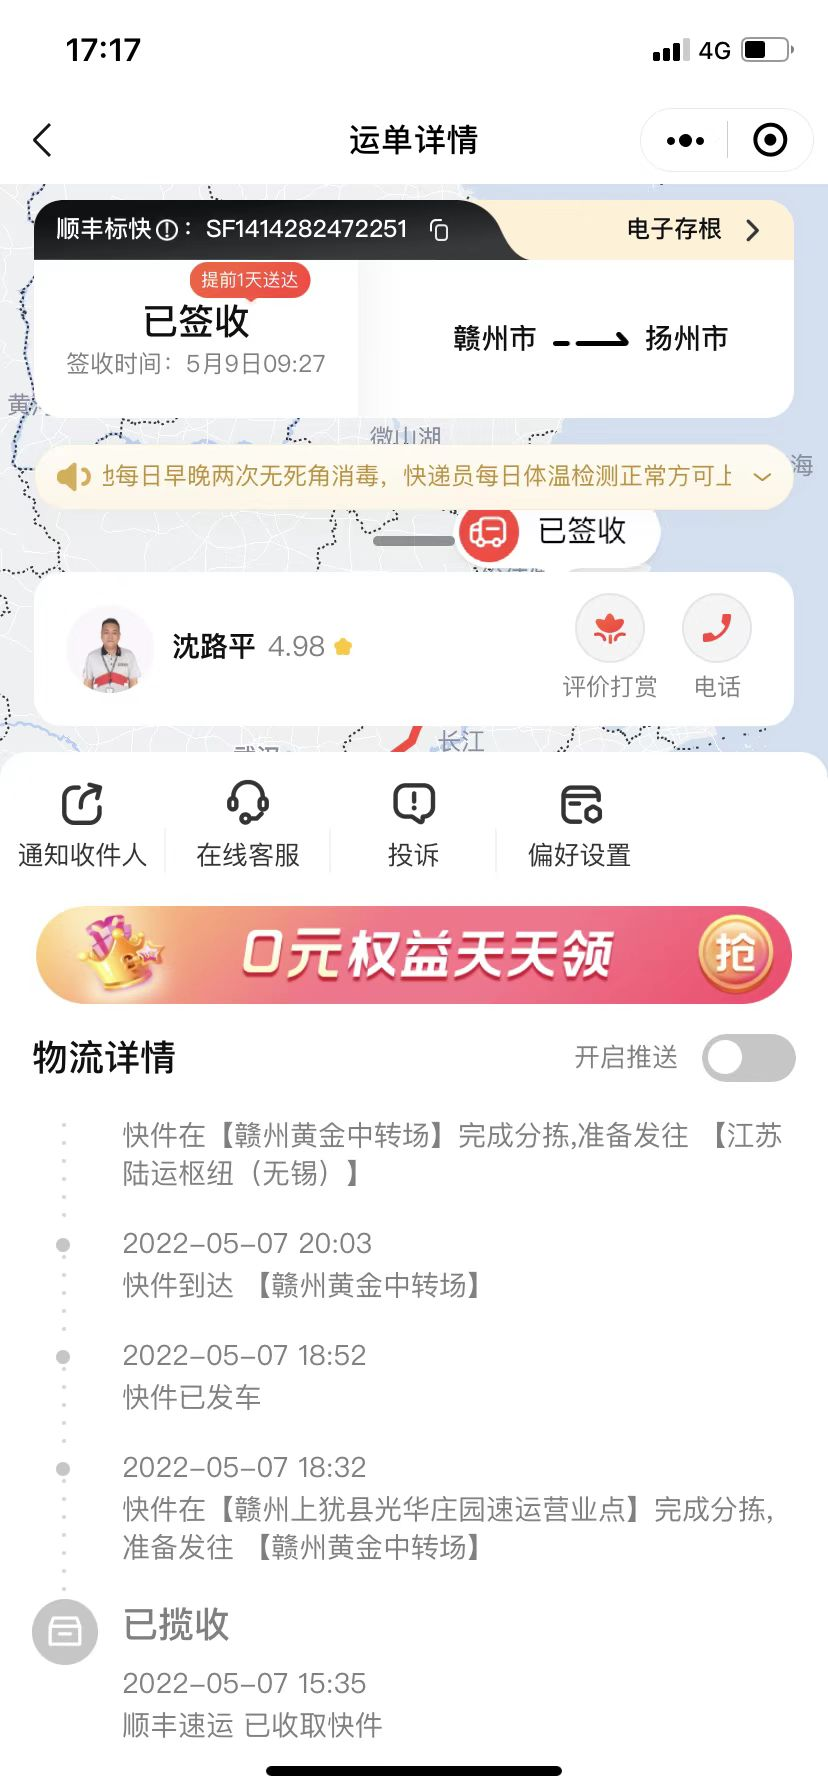 17:17
4G
运单详情
顺丰标快 ： SF1414282472251
电子存根
提前1天送达
已签收
签收时间：5月9日09:27
赣州市
扬州市
微山湖
每日早晚两次无死角消毒，快递员每日体温检测正常方可上
海
已签收
沈路平 4.98
评价打赏
电话
长江
通知收件人
在线客服
投诉
偏好设置
0元权益天天领
抢
物流详情
开启推送
快件在【赣州黄金中转场】完成分拣,准备发往 【江苏
陆运枢纽（无锡）】
2022-05-07 20:03
快件到达 【赣州黄金中转场】
2022-05-07 18:52
快件已发车
2022-05-07 18:32
快件在【赣州上犹县光华庄园速运营业点】完成分拣,
准备发往 【赣州黄金中转场】
已揽收
2022-05-07 15:35
顺丰速运 已收取快件